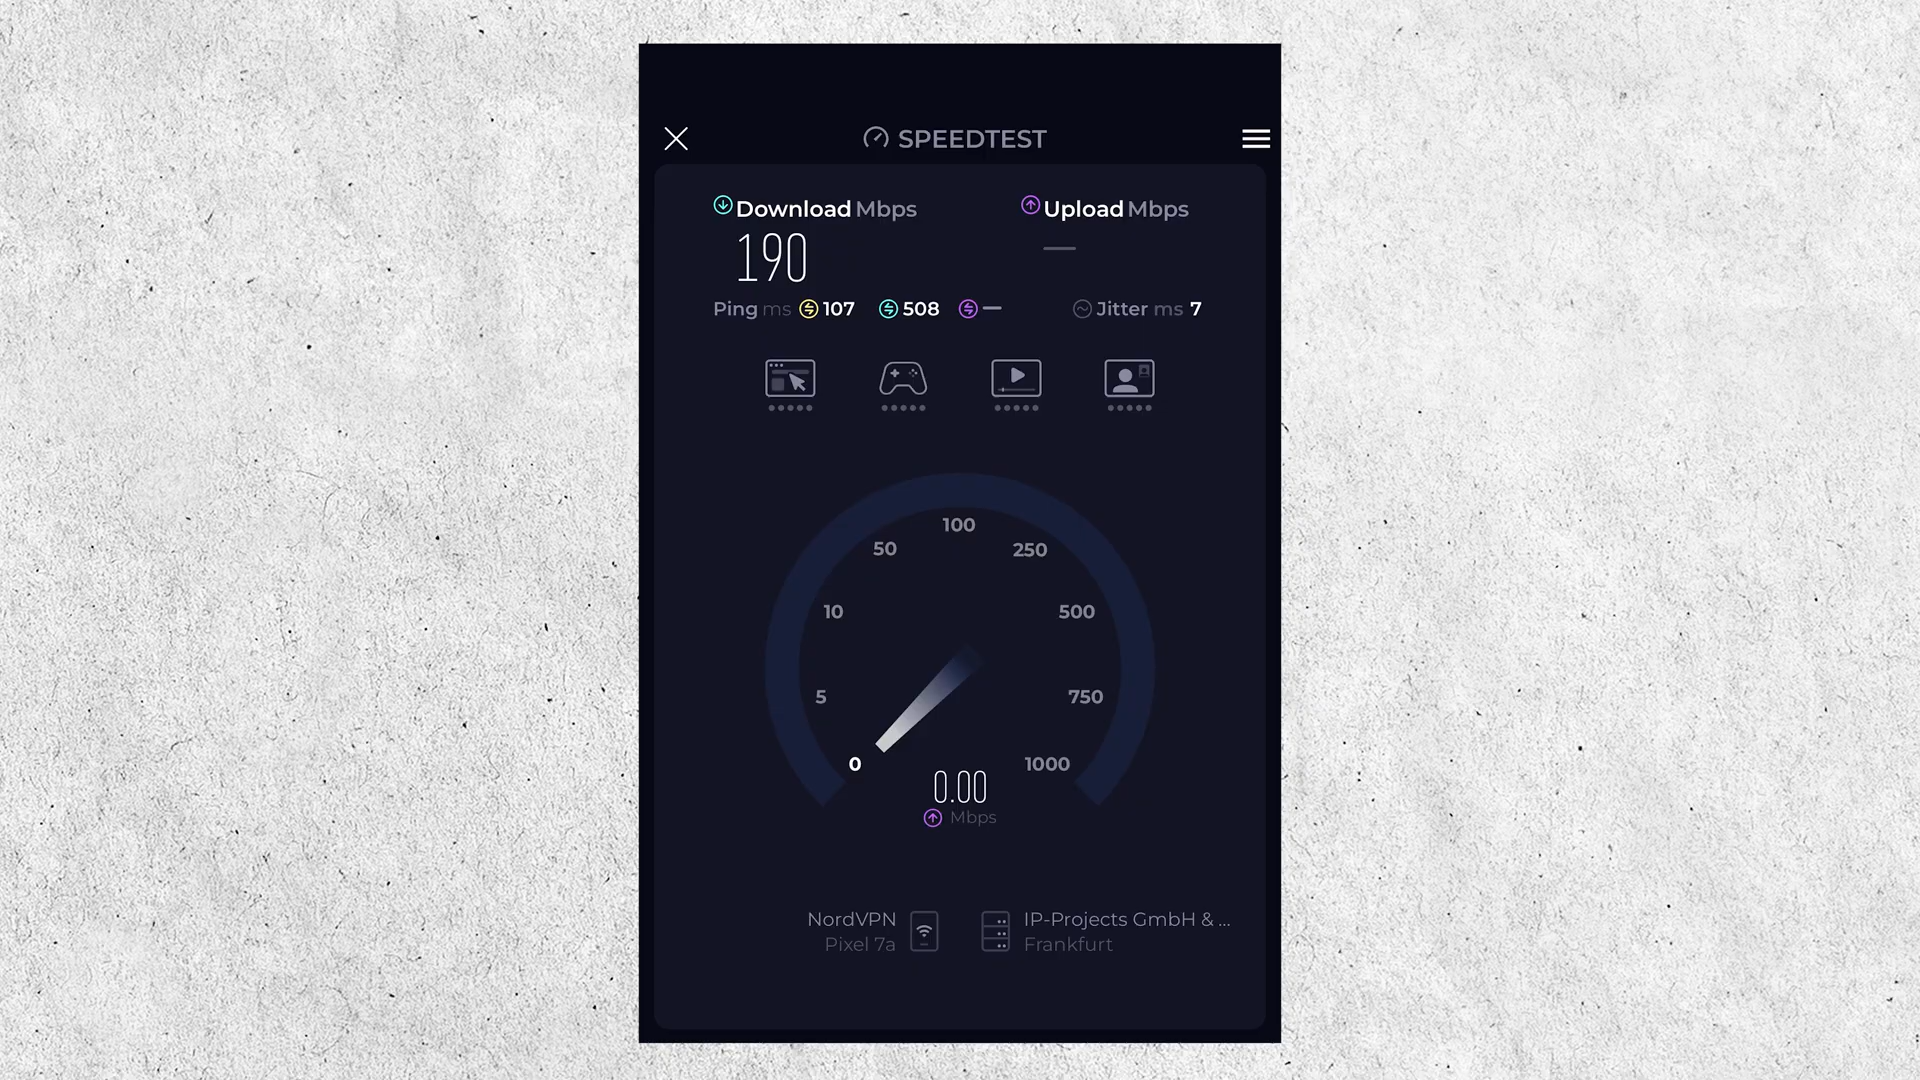 SPEEDTEST
Download Mbps
190
Upload Mbps
—
Ping ms 107 508 —
Jitter ms 7
100
50
250
10
500
5
750
0
1000
0.00
Mbps
NordVPN
Pixel 7a
IP-Projects GmbH & ...
Frankfurt